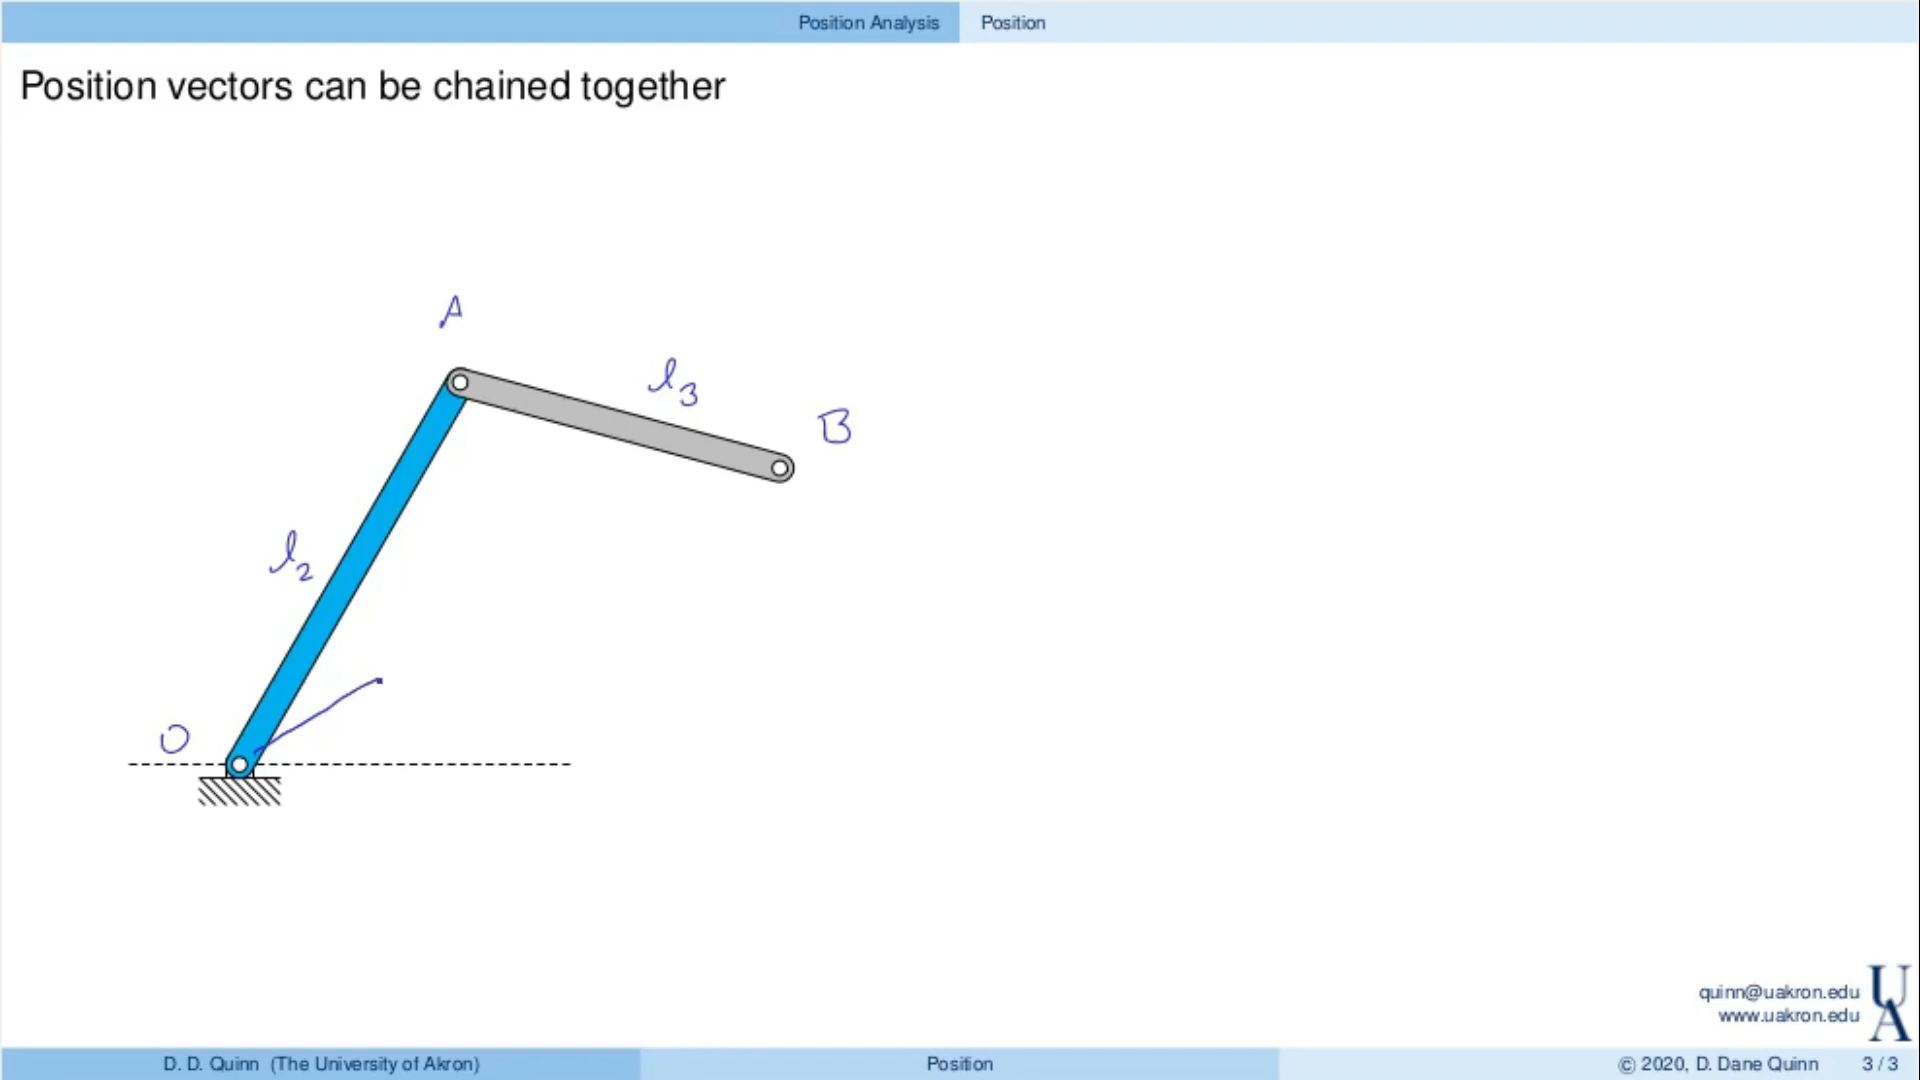 Position Analysis Position
Position vectors can be chained together
A
l3
B
l2
O
quinn@uakron.edu
www.uakron.edu
UA
D. D. Quinn (The University of Akron) Position © 2020, D. Dane Quinn 3 / 3